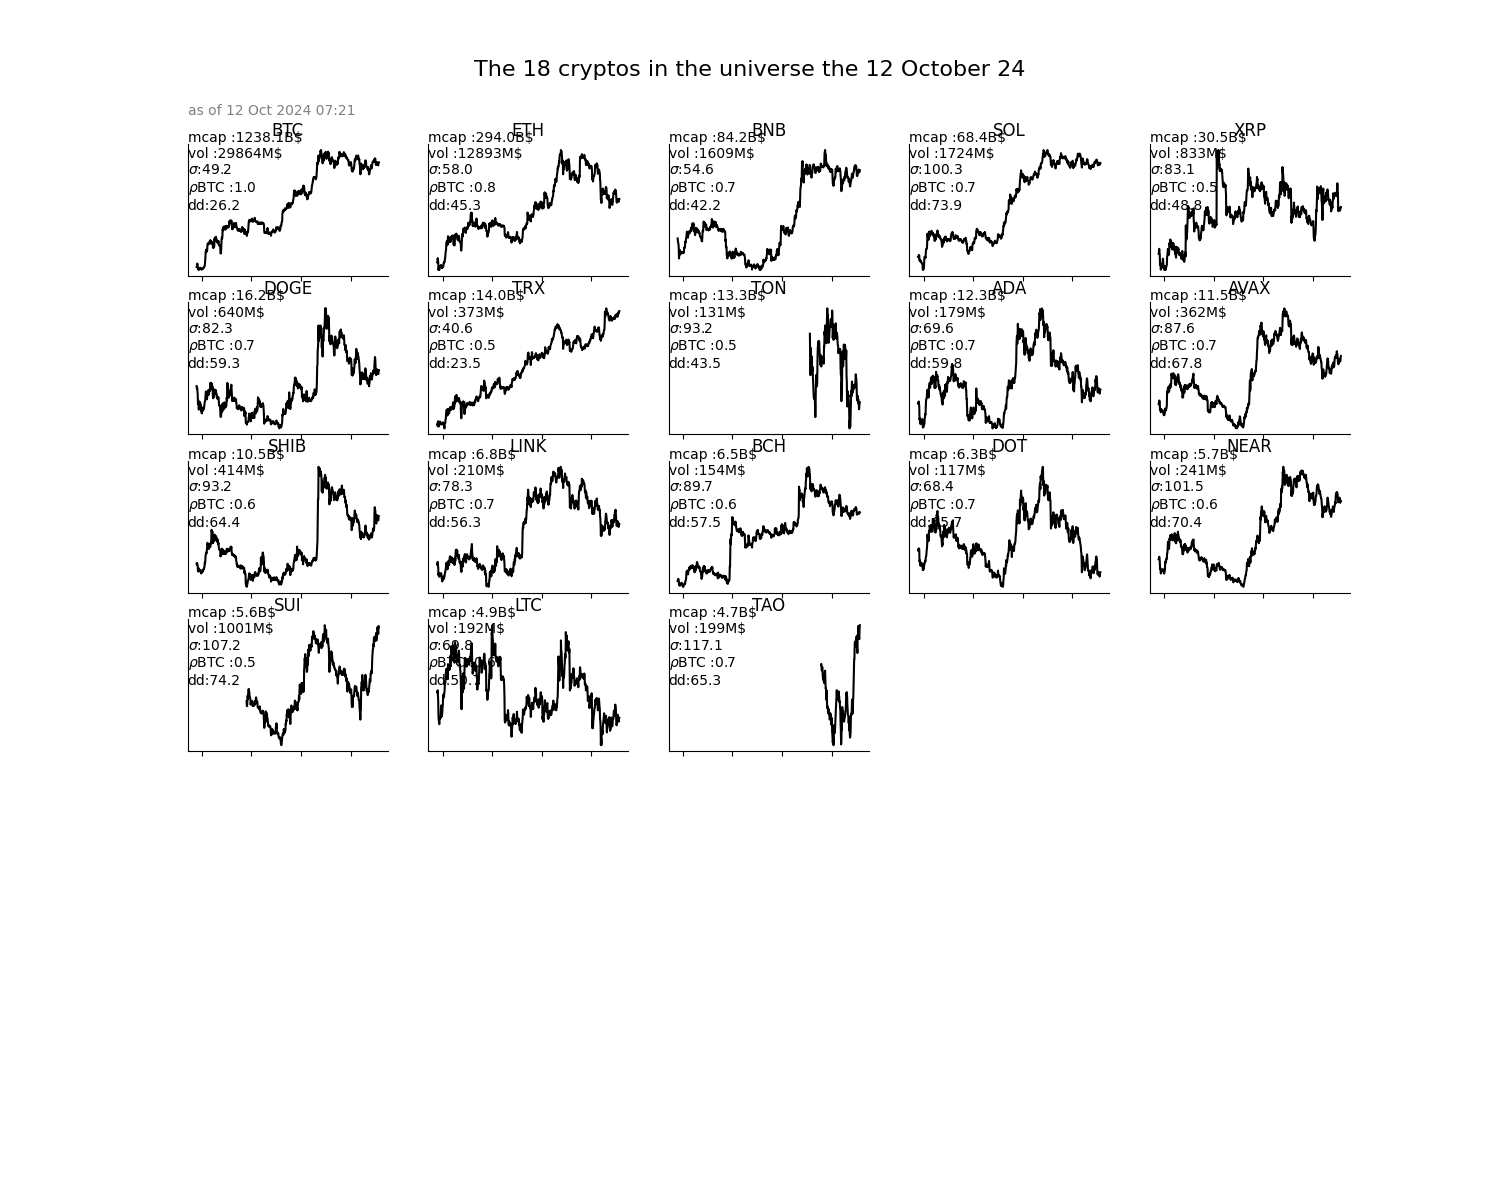 The 18 cryptos in the universe the 12 October 24
as of 12 Oct 2024 07:21
BTC
mcap :1238.1B$
vol :29864M$
σ:49.2
ρBTC :1.0
dd:26.2
ETH
mcap :294.0B$
vol :12893M$
σ:58.0
ρBTC :0.8
dd:45.3
BNB
mcap :84.2B$
vol :1609M$
σ:54.6
ρBTC :0.7
dd:42.2
SOL
mcap :68.4B$
vol :1724M$
σ:100.3
ρBTC :0.7
dd:73.9
XRP
mcap :30.5B$
vol :833M$
σ:83.1
ρBTC :0.5
dd:48.8
DOGE
mcap :16.2B$
vol :640M$
σ:82.3
ρBTC :0.7
dd:59.3
TRX
mcap :14.0B$
vol :373M$
σ:40.6
ρBTC :0.5
dd:23.5
TON
mcap :13.3B$
vol :131M$
σ:93.2
ρBTC :0.5
dd:43.5
ADA
mcap :12.3B$
vol :179M$
σ:69.6
ρBTC :0.7
dd:59.8
AVAX
mcap :11.5B$
vol :362M$
σ:87.6
ρBTC :0.7
dd:67.8
SHIB
mcap :10.5B$
vol :414M$
σ:93.2
ρBTC :0.6
dd:64.4
LINK
mcap :6.8B$
vol :210M$
σ:78.3
ρBTC :0.7
dd:56.3
BCH
mcap :6.5B$
vol :154M$
σ:89.7
ρBTC :0.6
dd:57.5
DOT
mcap :6.3B$
vol :117M$
σ:68.4
ρBTC :0.7
NEAR
mcap :5.7B$
vol :241M$
σ:101.5
ρBTC :0.6
dd:70.4
SUI
mcap :5.6B$
vol :1001M$
σ:107.2
ρBTC :0.5
dd:74.2
LTC
mcap :4.9B$
vol :192M$
TAO
mcap :4.7B$
vol :199M$
σ:117.1
ρBTC :0.7
dd:65.3